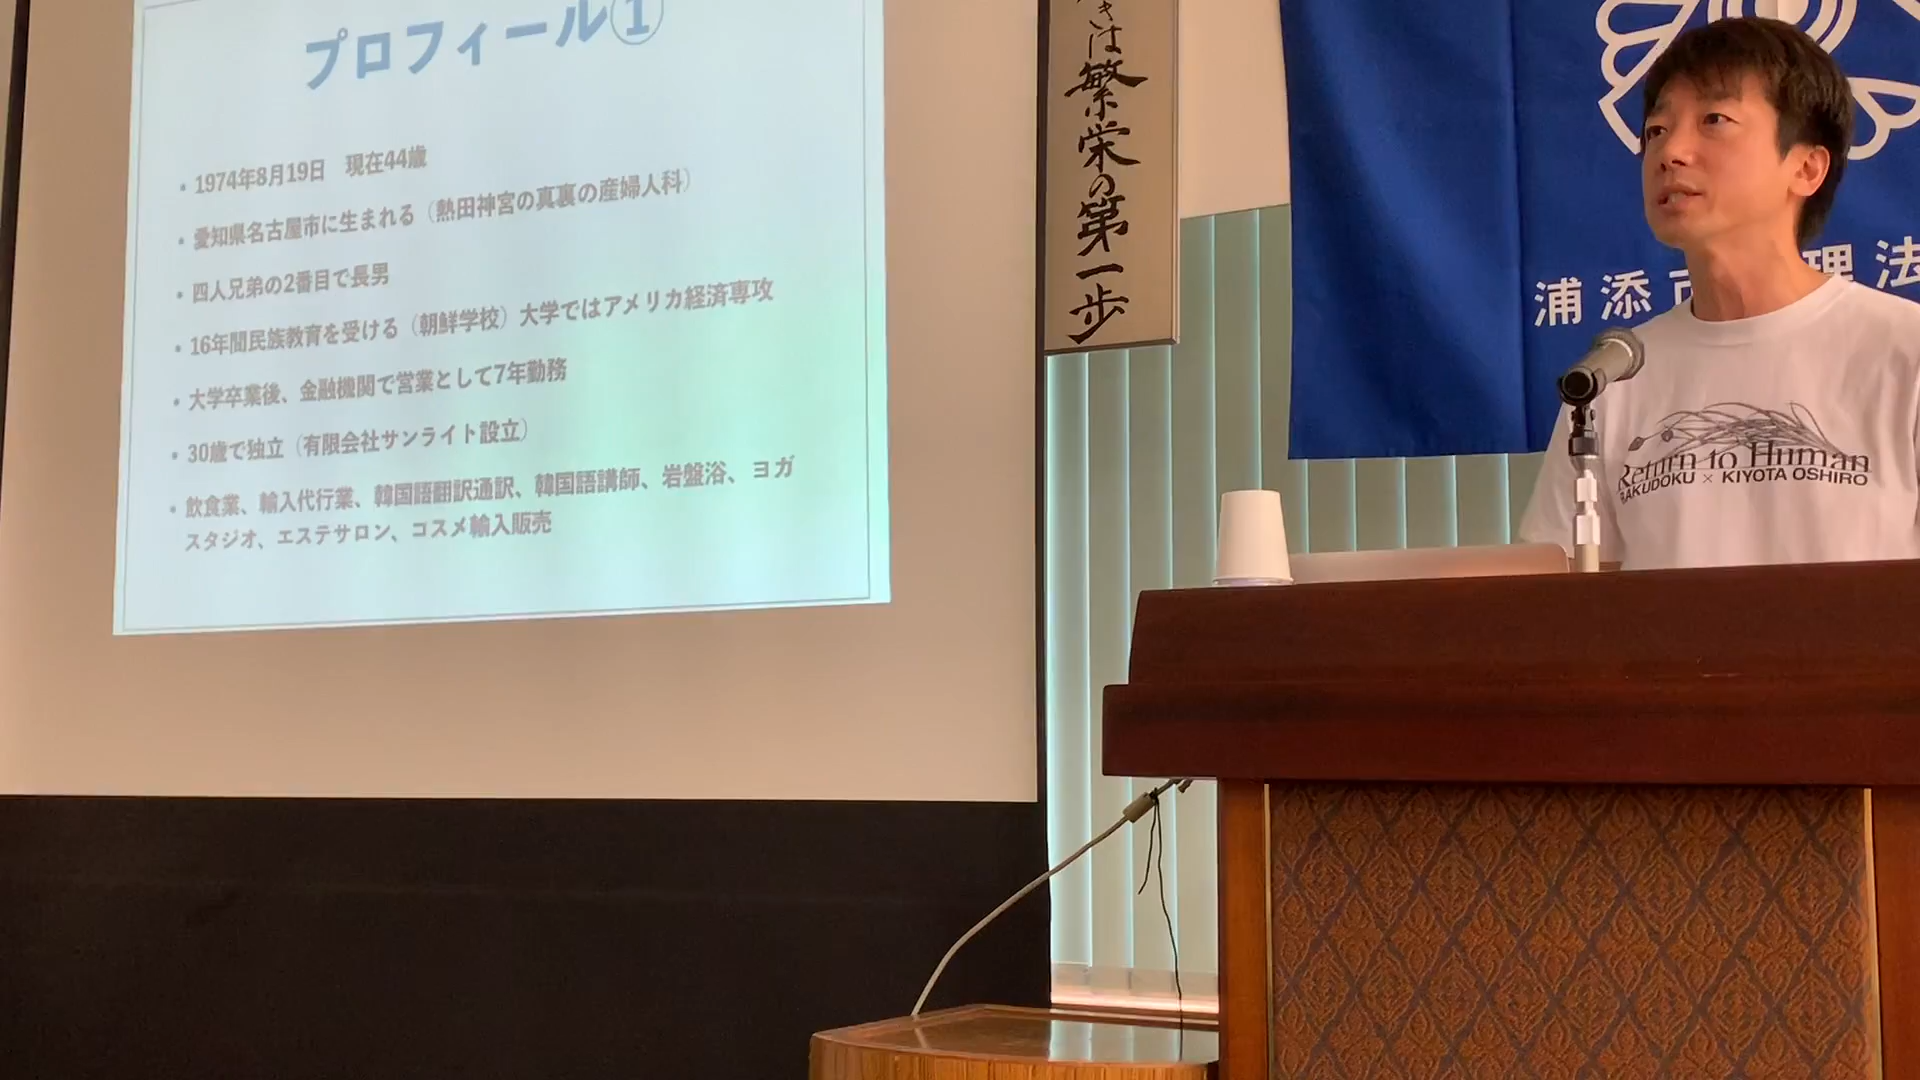 プロフィール①
• 1974年8月19日 現在44歳
• 愛知県名古屋市に生まれる（熱田神宮の真裏の産婦人科）
• 四人兄弟の2番目で長男
• 16年間民族教育を受ける（朝鮮学校）大学ではアメリカ経済専攻
• 大学卒業後、金融機関で営業として7年勤務
• 30歳で独立（有限会社サンライト設立）
• 飲食業、輸入代行業、韓国語翻訳通訳、韓国語講師、岩盤浴、ヨガ
スタジオ、エステサロン、コスメ輸入販売
きは繁栄の第一歩
浦添市 理法
Return to Human
RAKUDOKU × KIYOTA OSHIRO